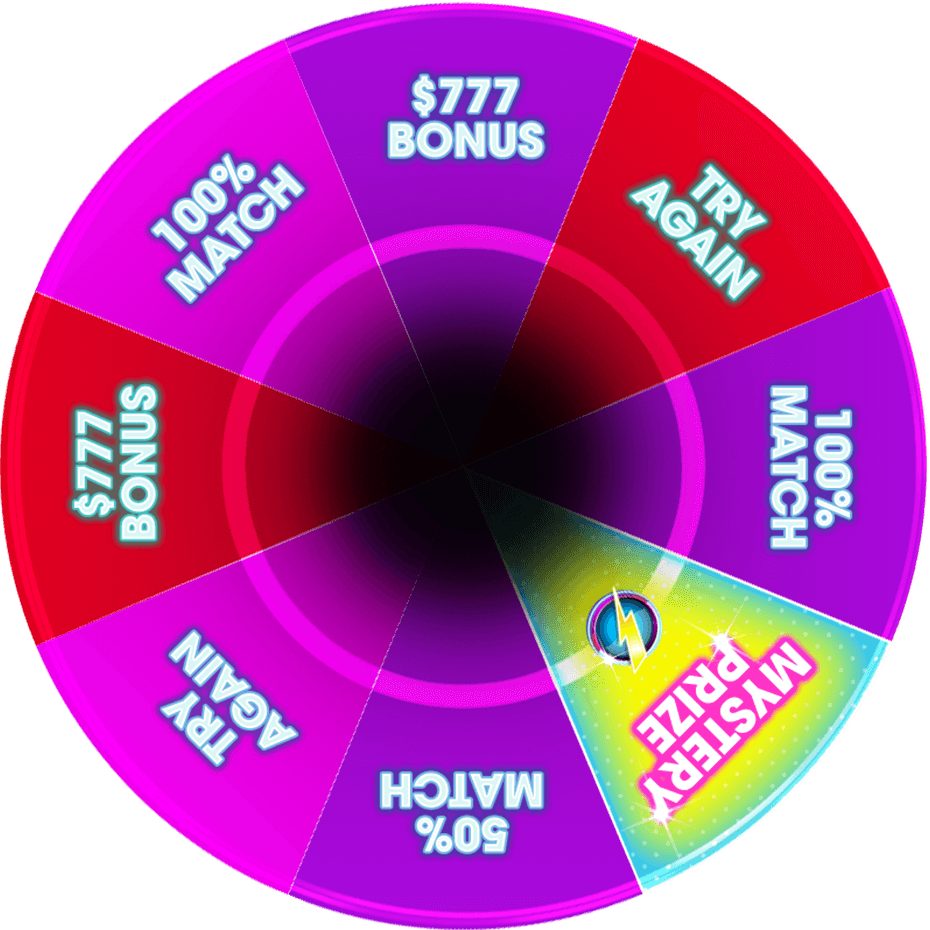 $777
BONUS
TRY
AGAIN
100%
MATCH
MYSTERY
PRIZE
50%
MATCH
TRY
AGAIN
$777
BONUS
100%
MATCH